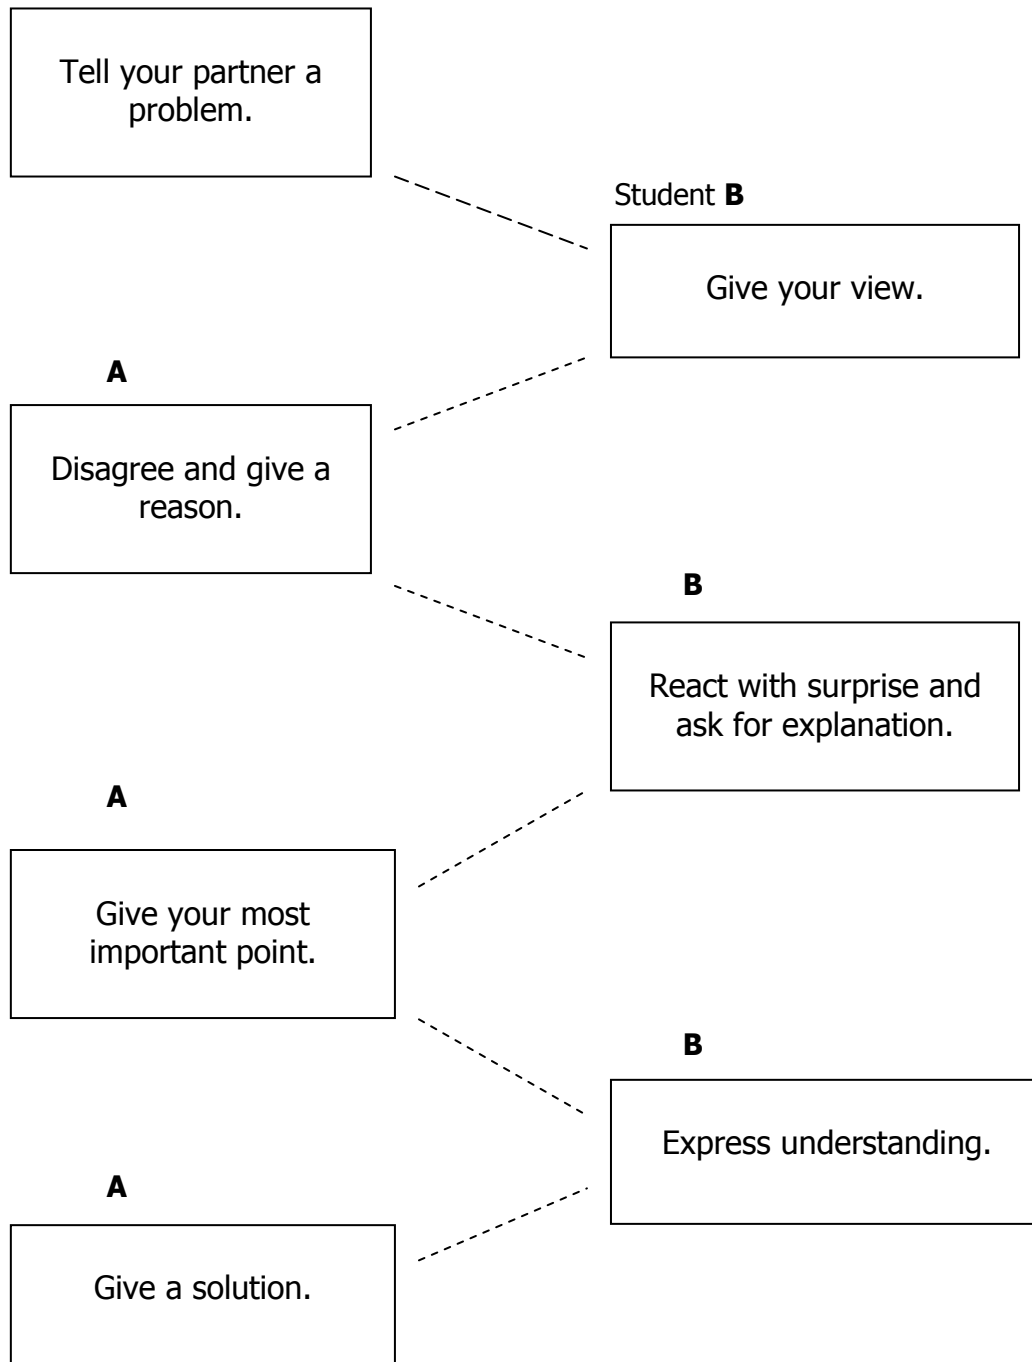 Tell your partner a
problem.
Student B
Give your view.
A
Disagree and give a
reason.
B
React with surprise and
ask for explanation.
A
Give your most
important point.
B
Express understanding.
A
Give a solution.